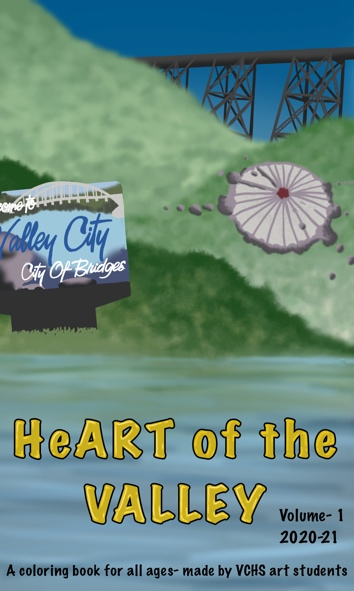 Valley City
City Of Bridges
HeART of the
VALLEY
Volume- 1
2020-21
A coloring book for all ages- made by VCHS art students